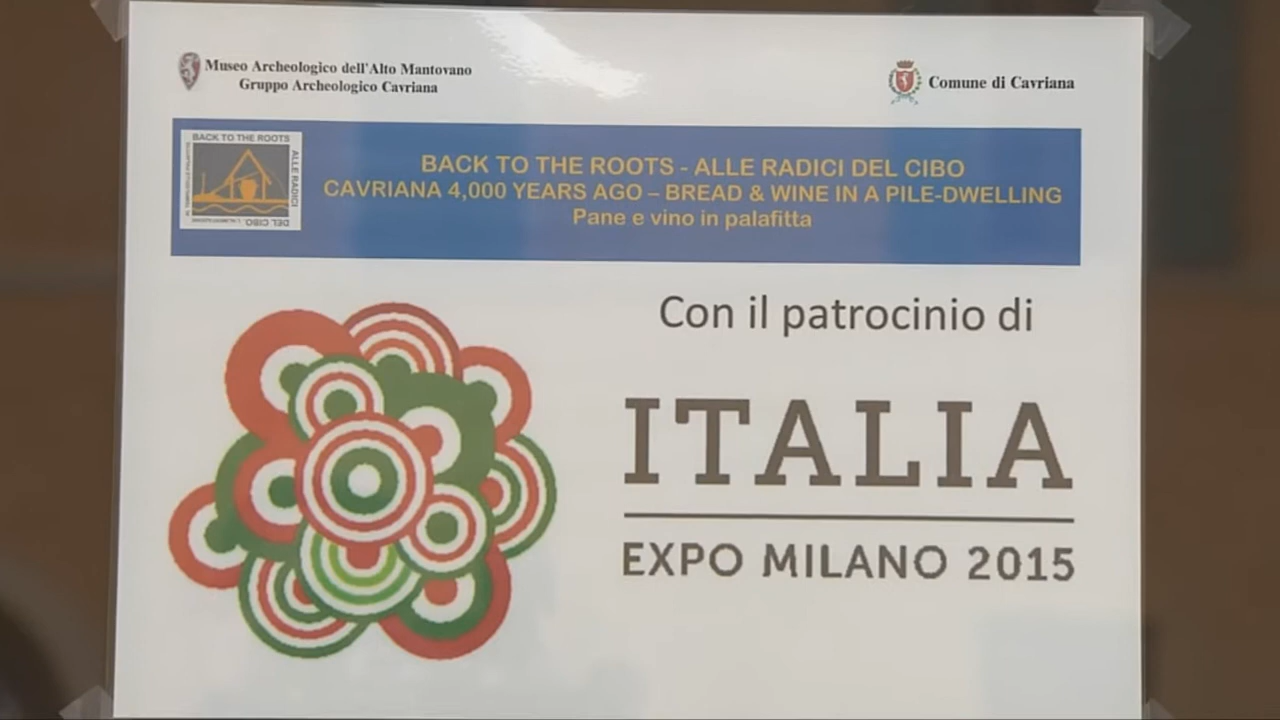 Museo Archeologico dell'Alto Mantovano
Gruppo Archeologico Cavriana
Comune di Cavriana
BACK TO THE ROOTS
ALLE RADICI
DEL CIBO
BACK TO THE ROOTS - ALLE RADICI DEL CIBO
CAVRIANA 4,000 YEARS AGO – BREAD & WINE IN A PILE-DWELLING
Pane e vino in palafitta
Con il patrocinio di
ITALIA
EXPO MILANO 2015